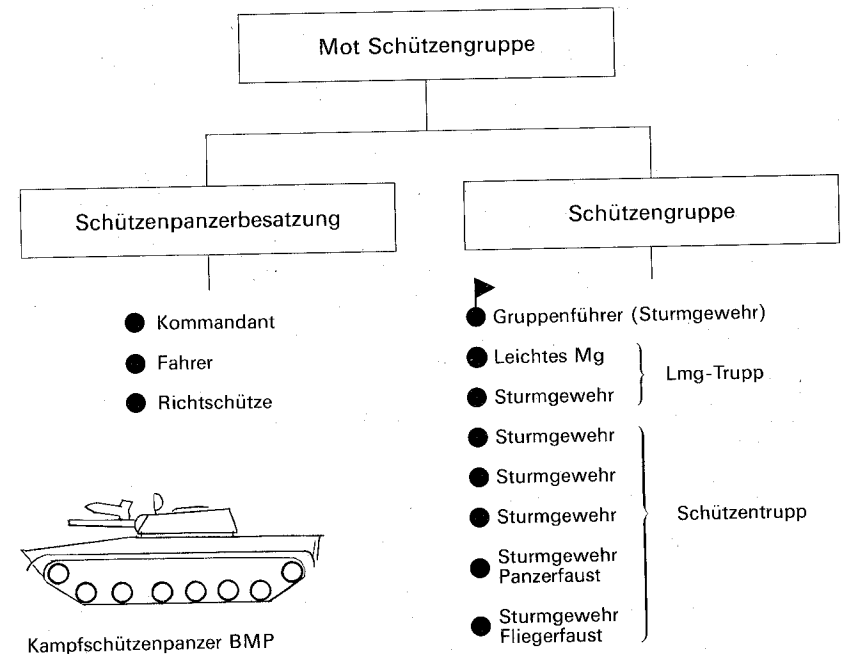 Mot Schützengruppe
Schützenpanzerbesatzung
Kommandant
Fahrer
Richtschütze
Kampfschützenpanzer BMP
Schützengruppe
Gruppenführer (Sturmgewehr)
Leichtes Mg
Sturmgewehr
Lmg-Trupp
Sturmgewehr
Sturmgewehr
Sturmgewehr
Sturmgewehr
Panzerfaust
Sturmgewehr
Fliegerfaust
Schützentrupp